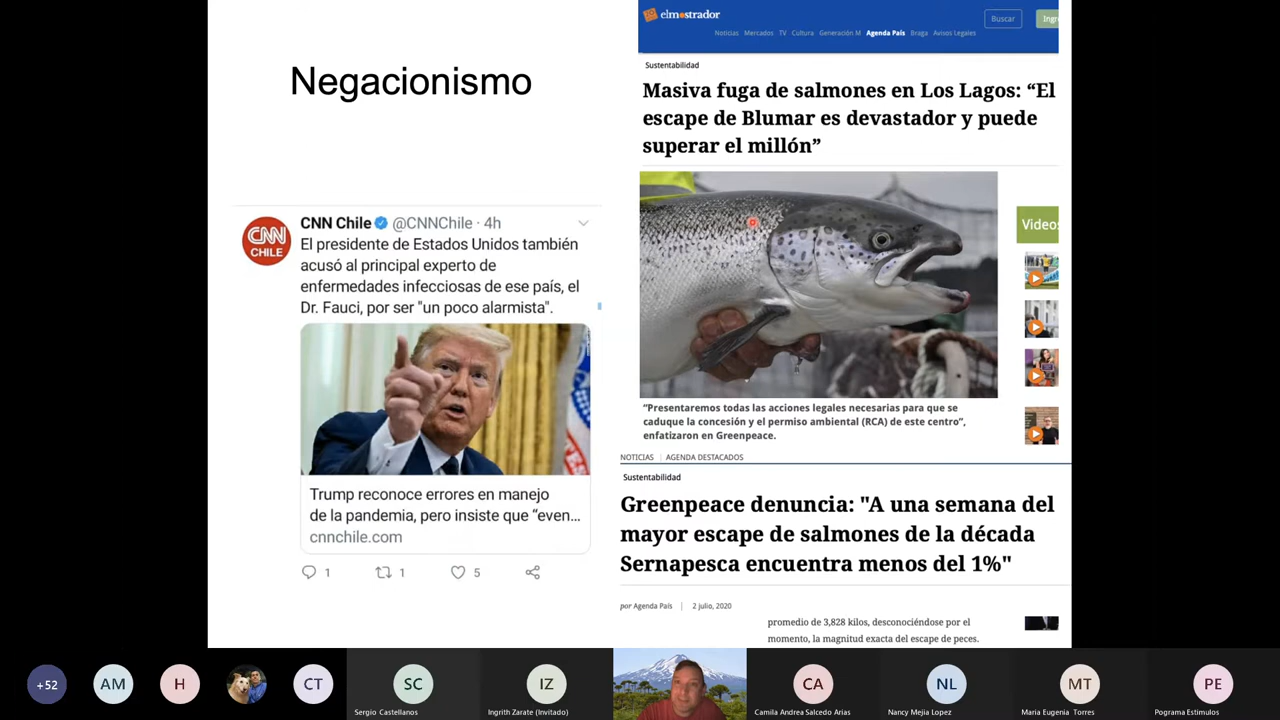 Negacionismo
CNN Chile @CNNChile · 4h
El presidente de Estados Unidos también
acusó al principal experto de
enfermedades infecciosas de ese país, el
Dr. Fauci, por ser "un poco alarmista".
CNN
CHILE
Trump reconoce errores en manejo
de la pandemia, pero insiste que “even...
cnnchile.com
1
1
5
elmostrador
Buscar
Ingre
Noticias Mercados TV Cultura Generación M Agenda País Braga Avisos Legales
Sustentabilidad
Masiva fuga de salmones en Los Lagos: “El
escape de Blumar es devastador y puede
superar el millón”
Videos
“Presentaremos todas las acciones legales necesarias para que se
caduque la concesión y el permiso ambiental (RCA) de este centro”,
enfatizaron en Greenpeace.
NOTICIAS | AGENDA DESTACADOS
Sustentabilidad
Greenpeace denuncia: "A una semana del
mayor escape de salmones de la década
Sernapesca encuentra menos del 1%"
por Agenda País | 2 julio, 2020
promedio de 3,828 kilos, desconociéndose por el
momento, la magnitud exacta del escape de peces.
+52
AM
H
CT
SC
IZ
CA
NL
MT
PE
Sergio Castellanos
Ingrith Zarate (Invitado)
Camila Andrea Salcedo Arias
Nancy Mejia Lopez
Maria Eugenia Torres
Pograma Estimulos